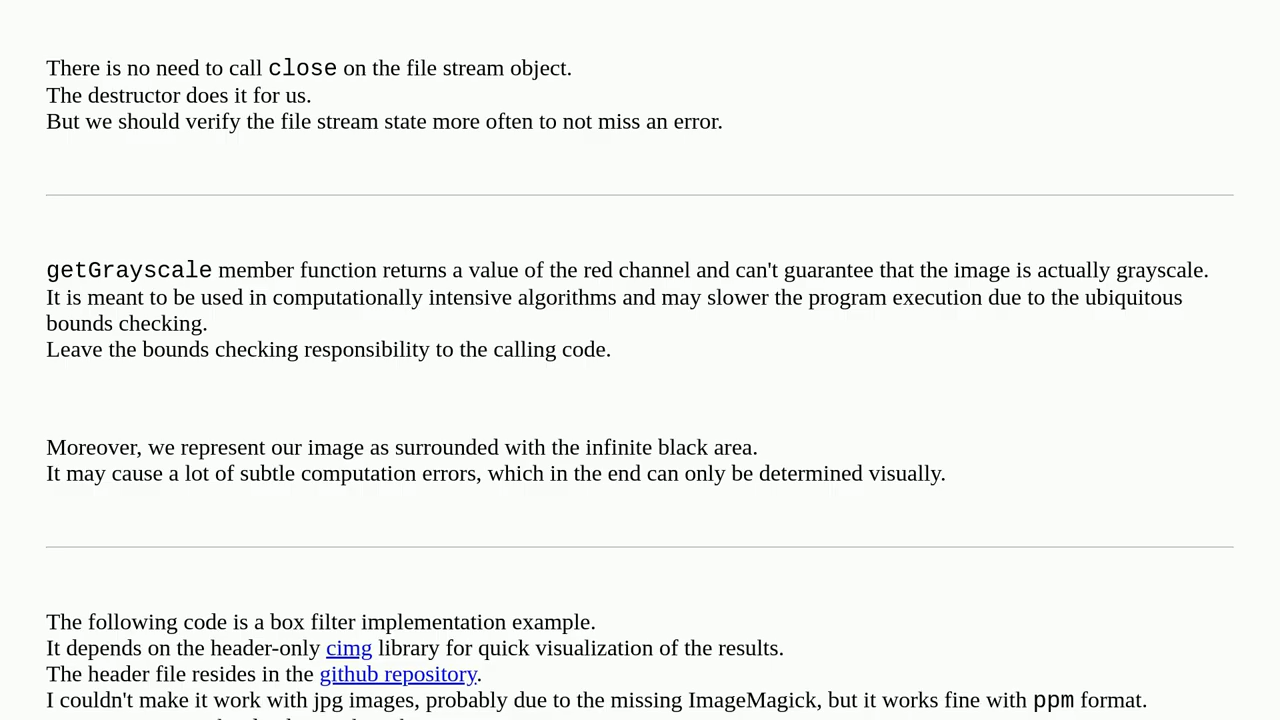 There is no need to call close on the file stream object.
The destructor does it for us.
But we should verify the file stream state more often to not miss an error.
getGrayscale member function returns a value of the red channel and can't guarantee that the image is actually grayscale.
It is meant to be used in computationally intensive algorithms and may slower the program execution due to the ubiquitous
bounds checking.
Leave the bounds checking responsibility to the calling code.
Moreover, we represent our image as surrounded with the infinite black area.
It may cause a lot of subtle computation errors, which in the end can only be determined visually.
The following code is a box filter implementation example.
It depends on the header-only cimg library for quick visualization of the results.
The header file resides in the github repository.
I couldn't make it work with jpg images, probably due to the missing ImageMagick, but it works fine with ppm format.